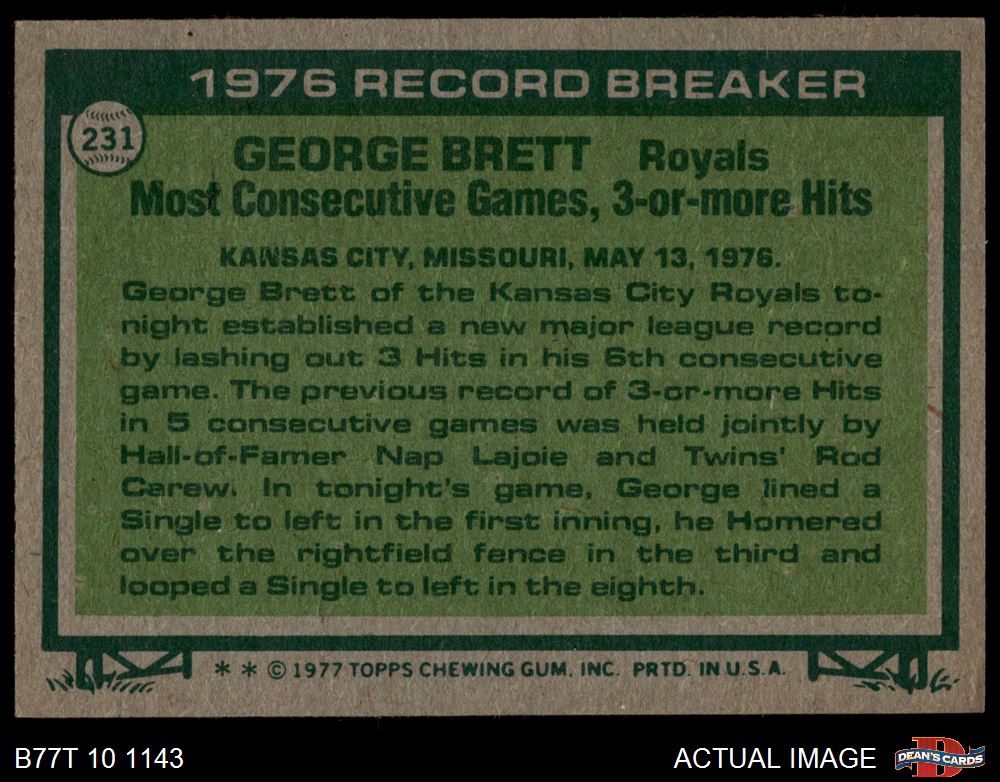 1976 RECORD BREAKER
231
GEORGE BRETT Royals
Most Consecutive Games, 3-or-more Hits
KANSAS CITY, MISSOURI, MAY 13, 1976.
George Brett of the Kansas City Royals to-
night established a new major league record
by lashing out 3 Hits in his 6th consecutive
game. The previous record of 3-or-more Hits
in 5 consecutive games was held jointly by
Hall-of-Famer Nap Lajoie and Twins' Rod
Carew. In tonight's game, George lined a
Single to left in the first inning, he Homered
over the rightfield fence in the third and
looped a Single to left in the eighth.
* * © 1977 TOPPS CHEWING GUM, INC. PRTD. IN U.S.A.
B77T 10 1143
ACTUAL IMAGE
D
DEAN'S CARDS